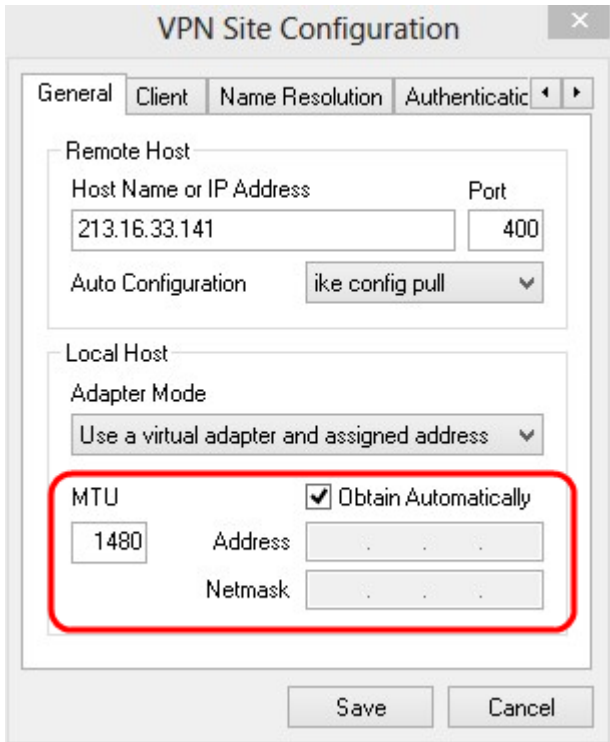 VPN Site Configuration
General Client Name Resolution Authenticatic
Remote Host
Host Name or IP Address Port
213.16.33.141 400
Auto Configuration ike config pull
Local Host
Adapter Mode
Use a virtual adapter and assigned address
MTU Obtain Automatically
1480 Address . . .
Netmask . . .
Save Cancel